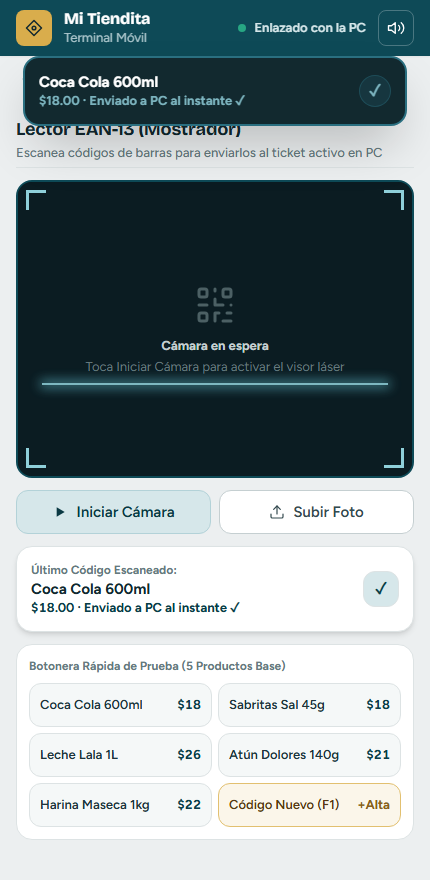 Mi Tiendita
Terminal Móvil
Enlazado con la PC
Coca Cola 600ml
$18.00 · Enviado a PC al instante ✓
✓
Lector EAN-13 (Mostrador)
Escanea códigos de barras para enviarlos al ticket activo en PC
Cámara en espera
Toca Iniciar Cámara para activar el visor láser
Iniciar Cámara
Subir Foto
Último Código Escaneado:
Coca Cola 600ml
$18.00 · Enviado a PC al instante ✓
✓
Botonera Rápida de Prueba (5 Productos Base)
Coca Cola 600ml $18
Sabritas Sal 45g $18
Leche Lala 1L $26
Atún Dolores 140g $21
Harina Maseca 1kg $22
Código Nuevo (F1) +Alta